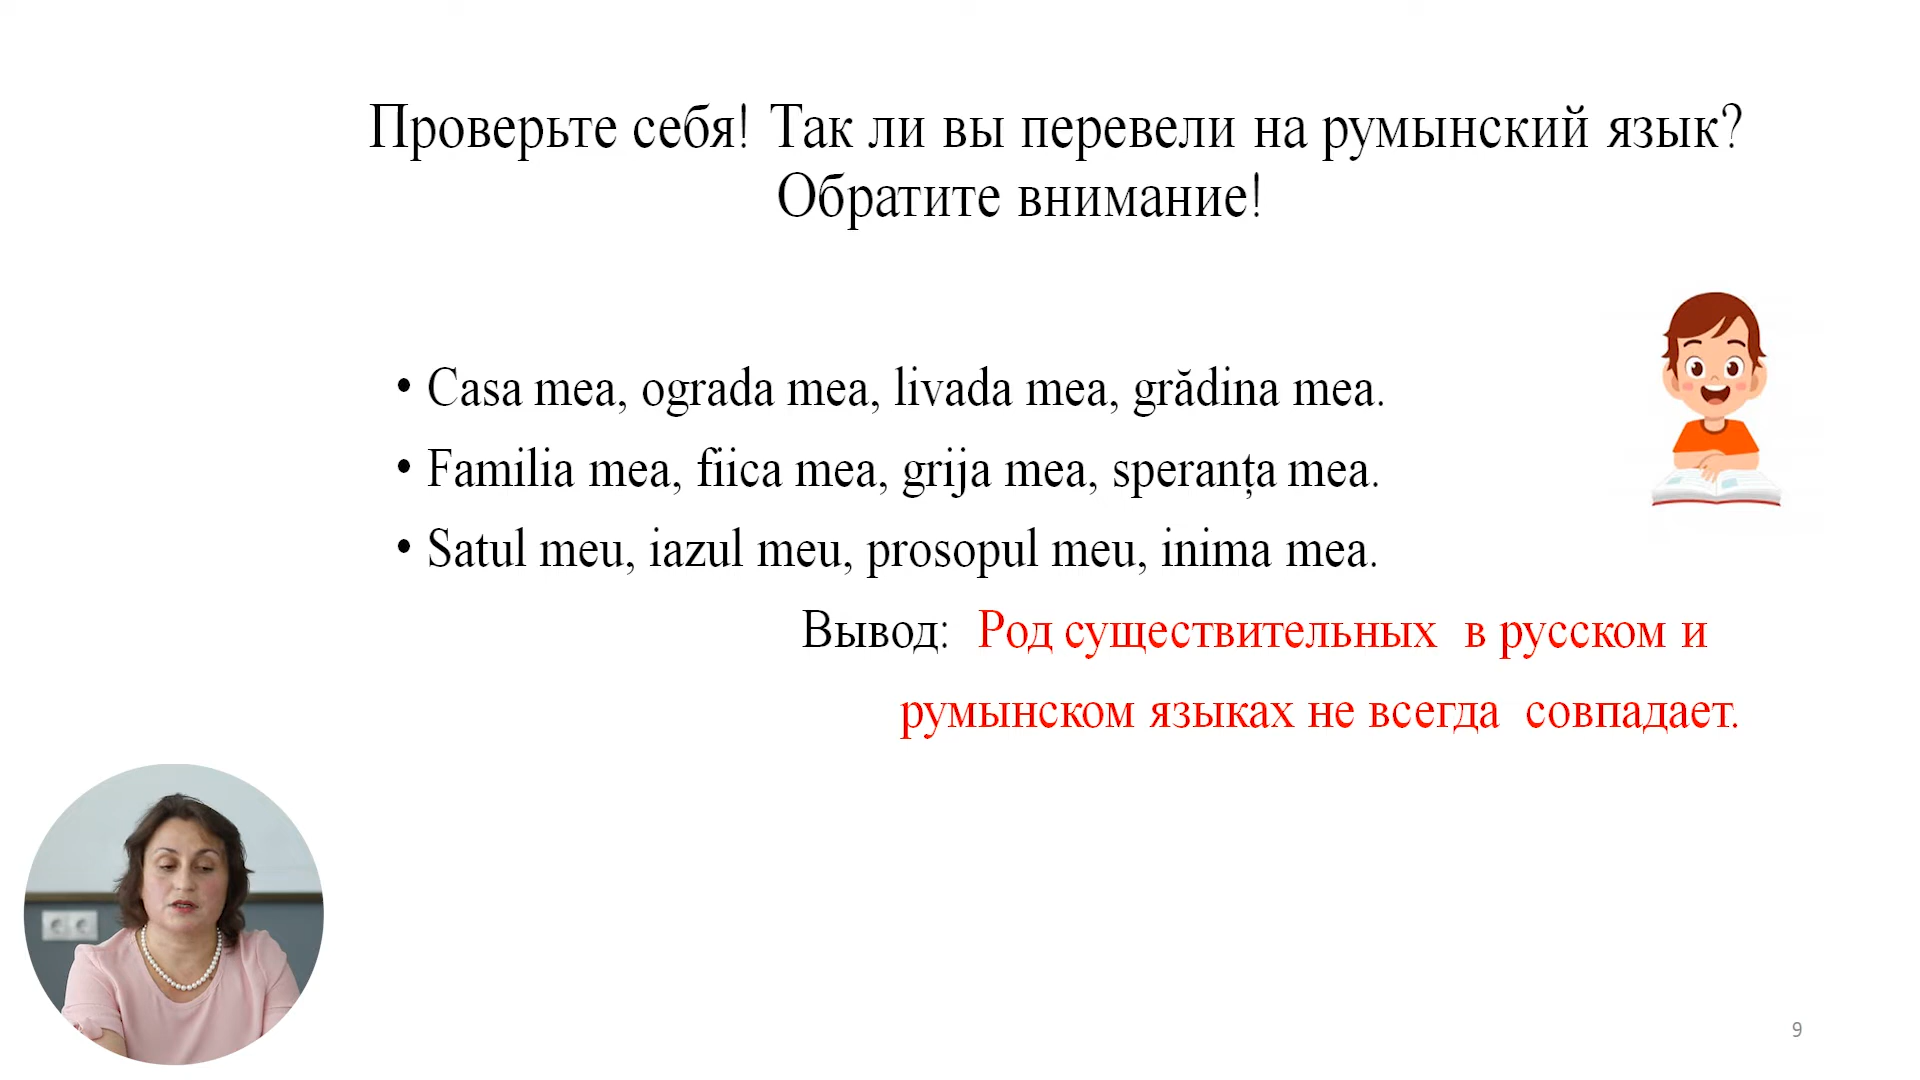 Проверьте себя! Так ли вы перевели на румынский язык?
Обратите внимание!
• Casa mea, ograda mea, livada mea, grădina mea.
• Familia mea, fiica mea, grija mea, speranța mea.
• Satul meu, iazul meu, prosopul meu, inima mea.
Вывод: Род существительных в русском и
румынском языках не всегда совпадает.
9